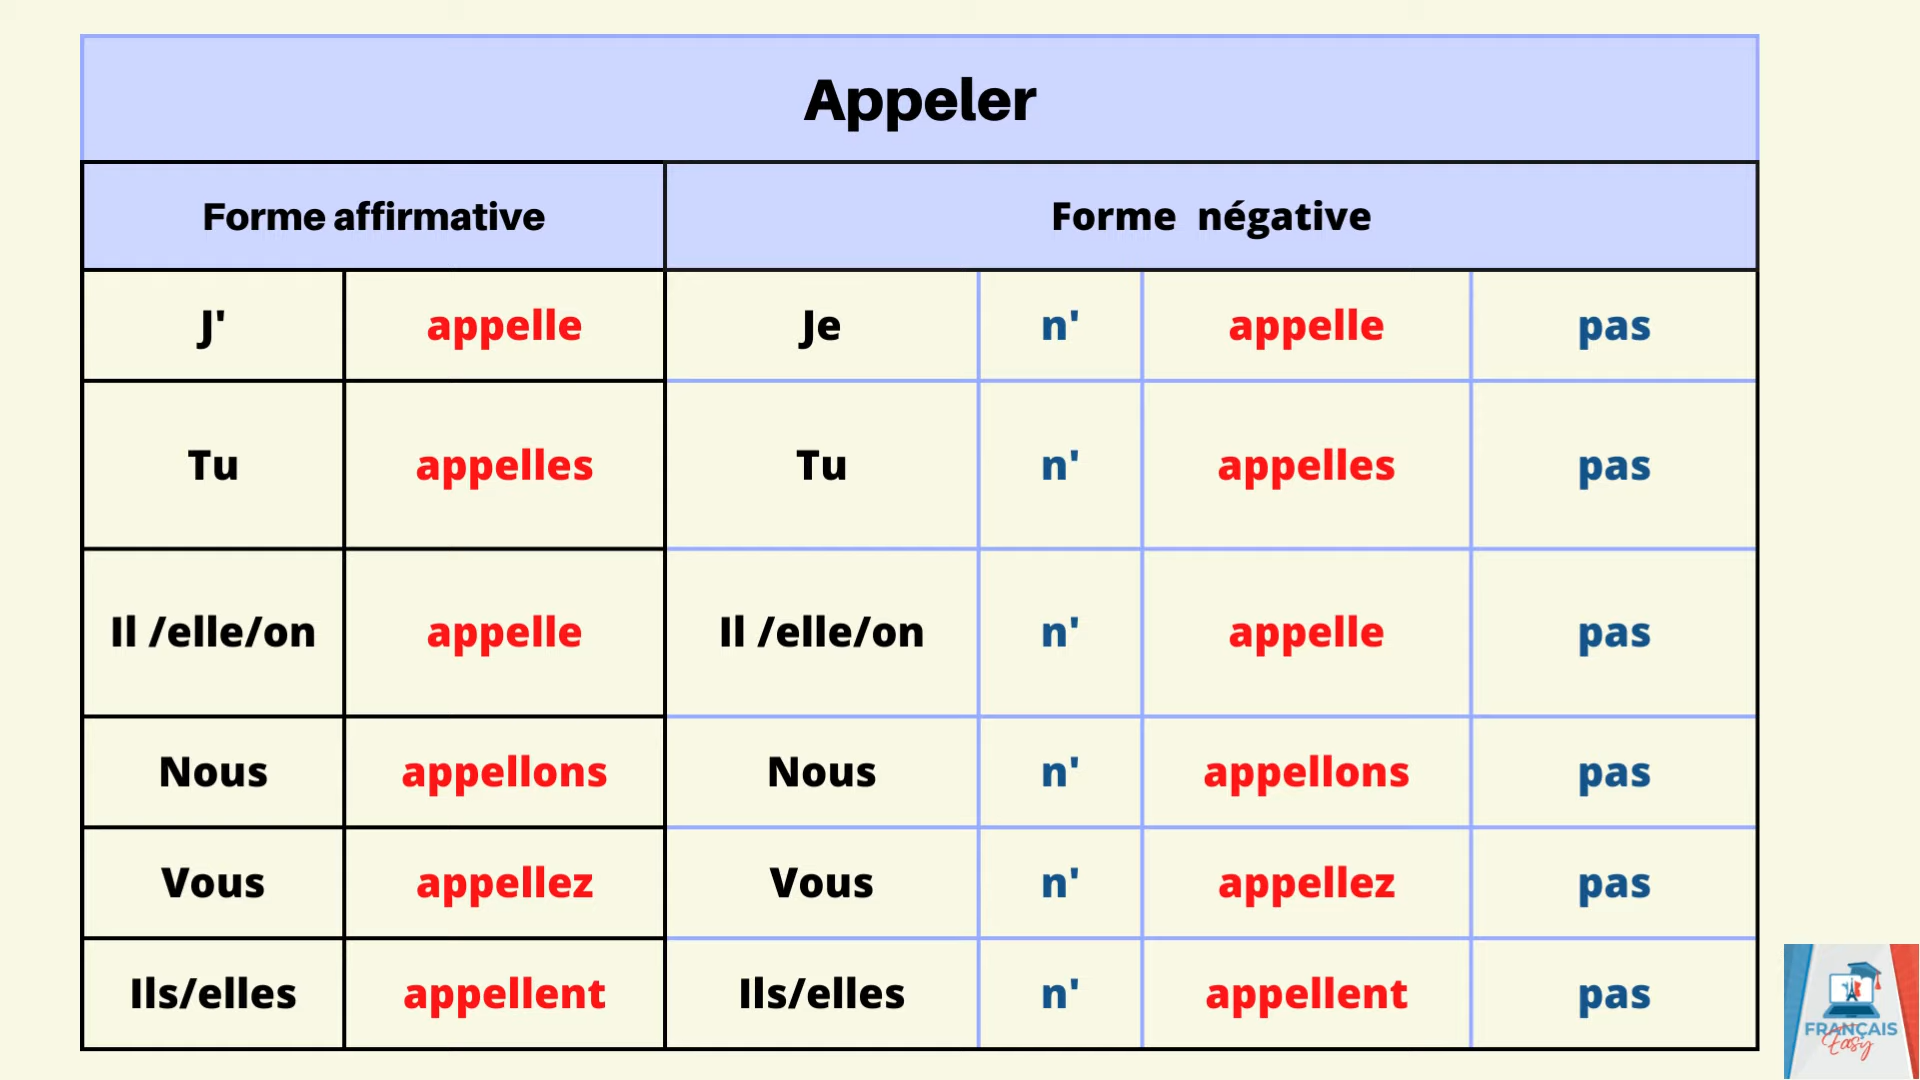 Appeler
Forme affirmative Forme négative
J' appelle Je n' appelle pas
Tu appelles Tu n' appelles pas
Il /elle/on appelle Il /elle/on n' appelle pas
Nous appellons Nous n' appellons pas
Vous appellez Vous n' appellez pas
Ils/elles appellent Ils/elles n' appellent pas
FRANÇAIS
Easy